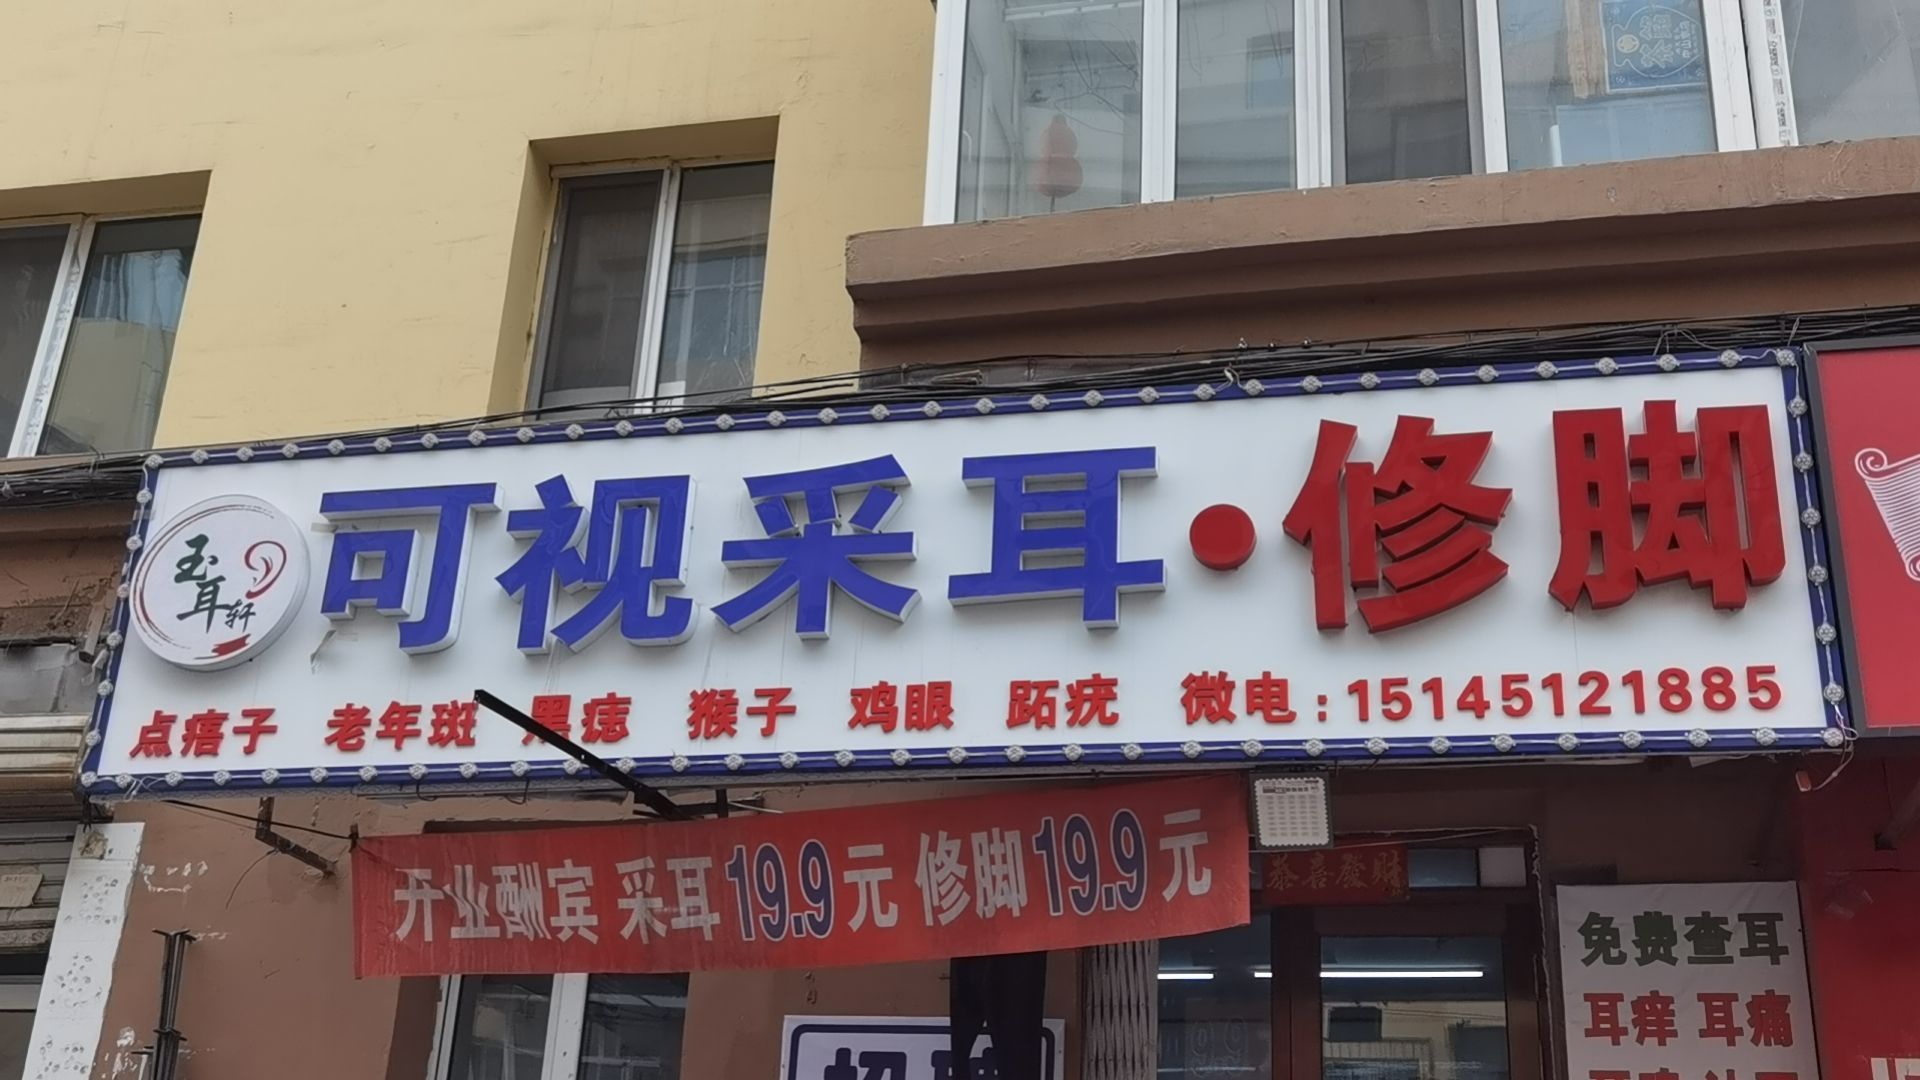 玉耳轩
可视采耳·修脚
点痦子 老年斑 黑痣 猴子 鸡眼 跖疣 微电:15145121885
开业酬宾 采耳19.9元 修脚19.9元
恭喜發财
免费查耳
耳痒 耳痛